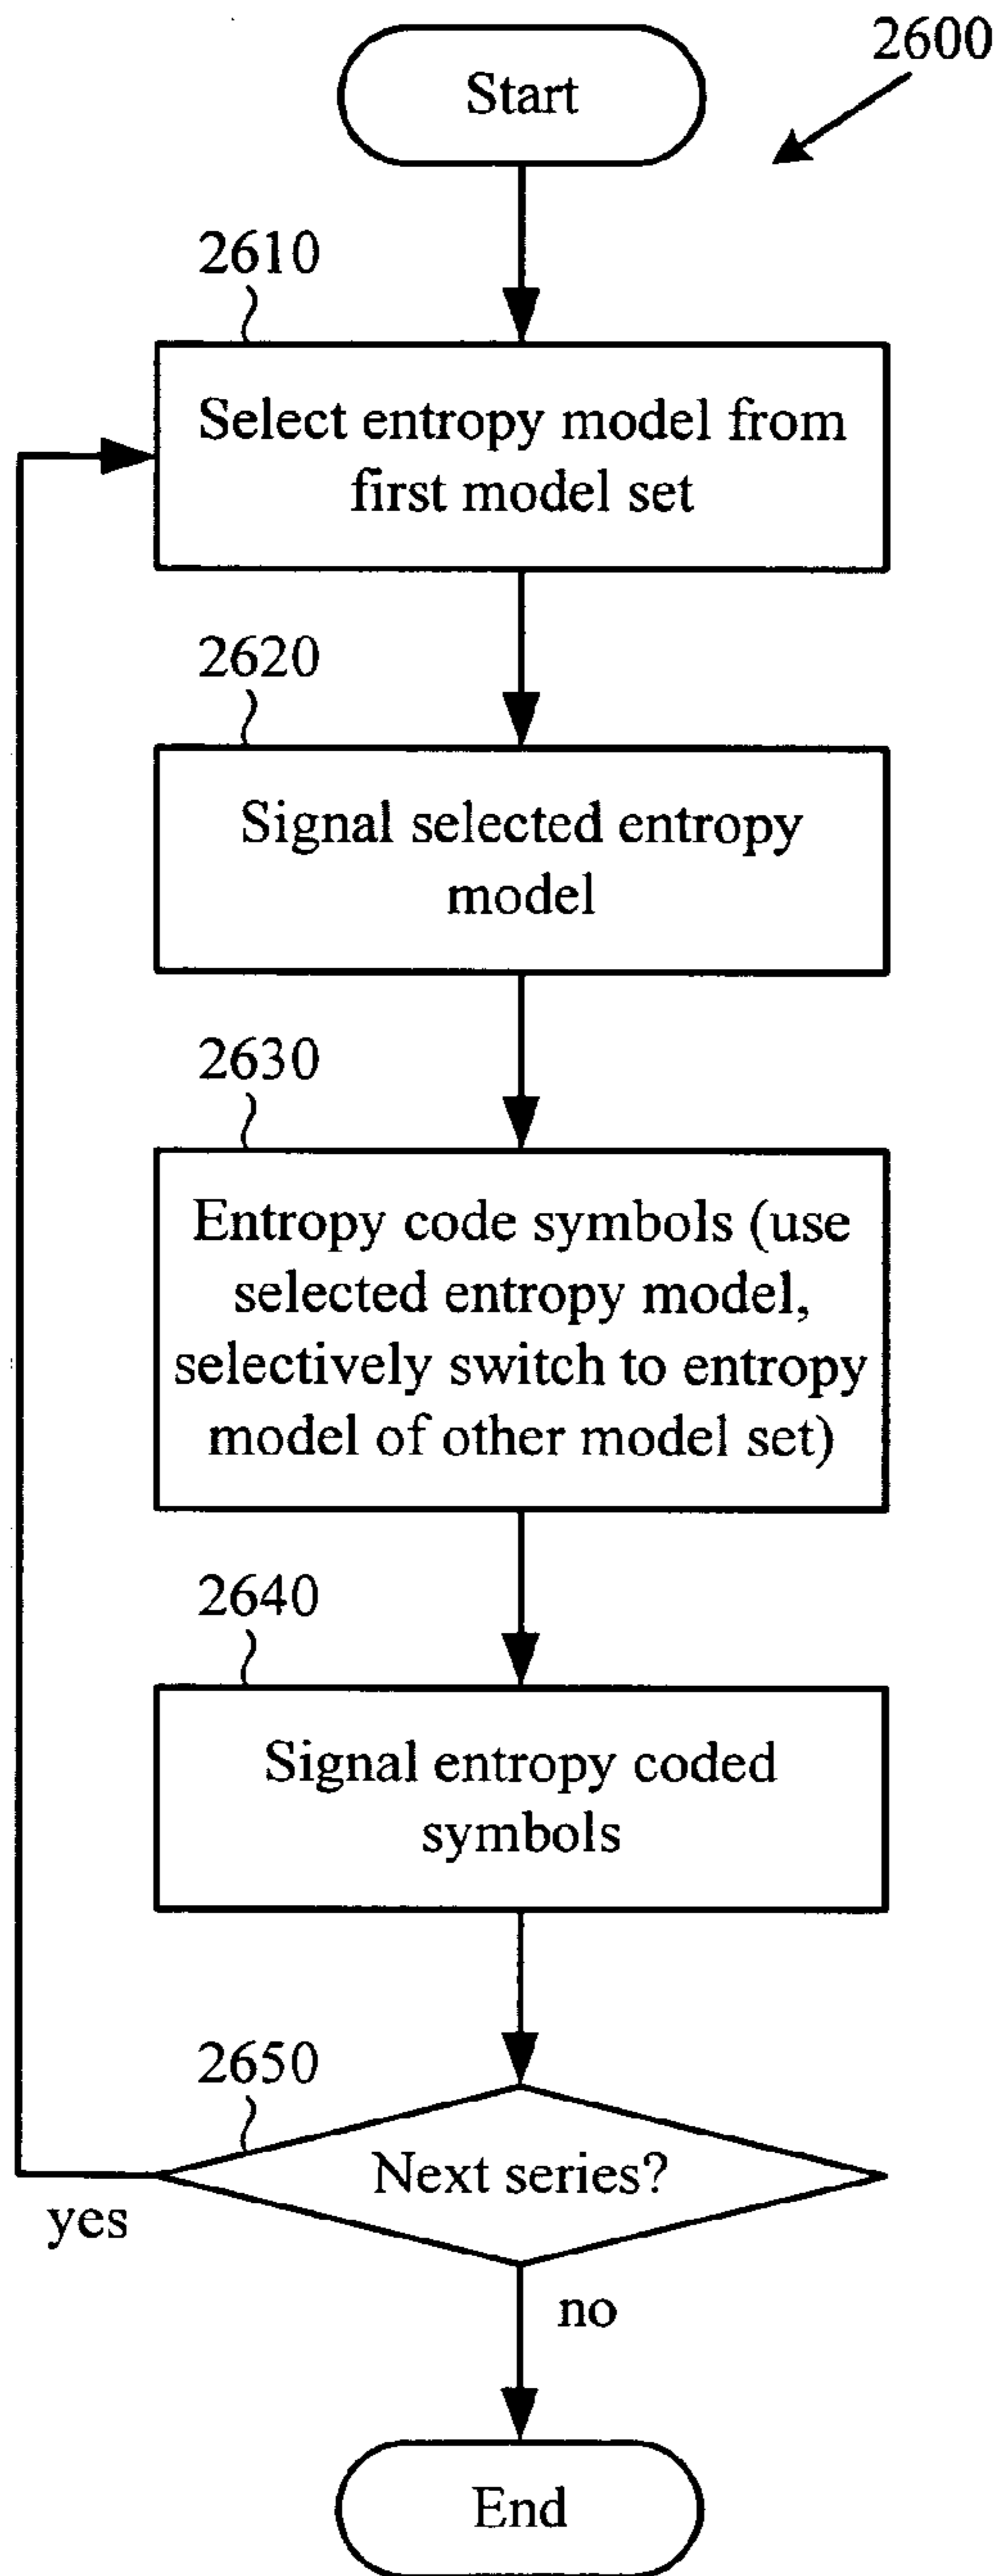 2600
Start
2610
Select entropy model from
first model set
2620
Signal selected entropy
model
2630
Entropy code symbols (use
selected entropy model,
selectively switch to entropy
model of other model set)
2640
Signal entropy coded
symbols
2650
Next series?
yes
no
End